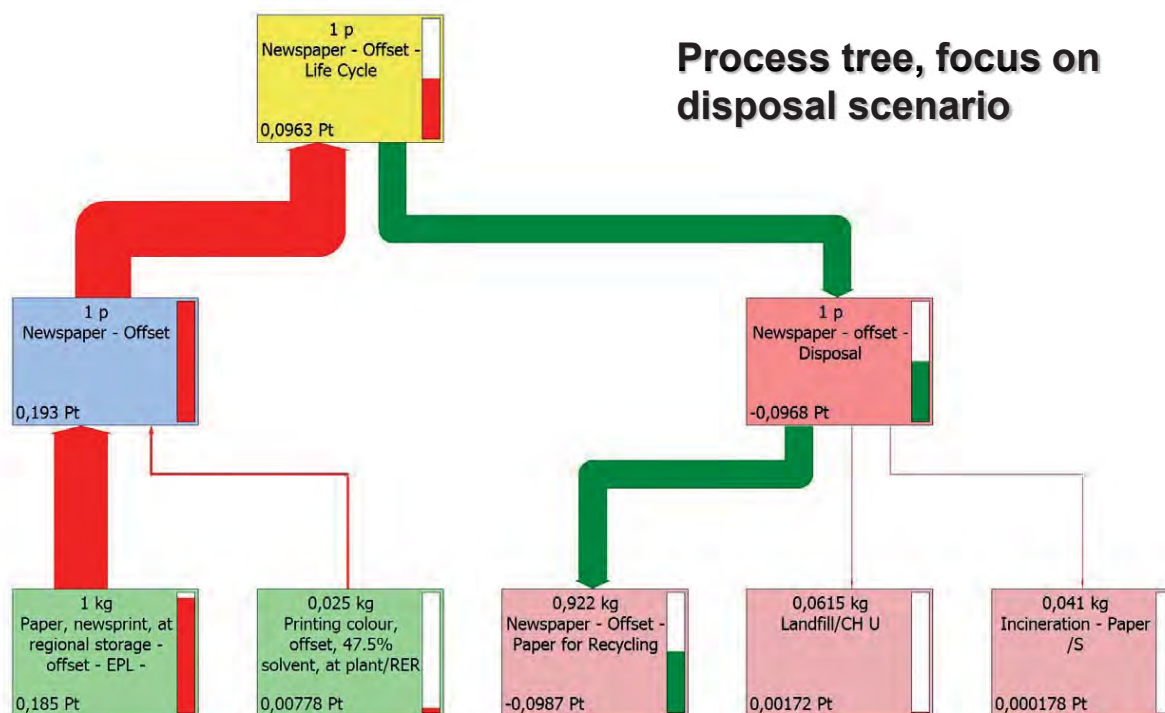 Process tree, focus on
disposal scenario
1 p
Newspaper - Offset -
Life Cycle
0,0963 Pt
1 p
Newspaper - Offset
0,193 Pt
1 p
Newspaper - offset -
Disposal
-0,0968 Pt
1 kg
Paper, newsprint, at
regional storage -
offset - EPL -
0,185 Pt
0,025 kg
Printing colour,
offset, 47.5%
solvent, at plant/RER
0,00778 Pt
0,922 kg
Newspaper - Offset -
Paper for Recycling
-0,0987 Pt
0,0615 kg
Landfill/CH U
0,00172 Pt
0,041 kg
Incineration - Paper
/S
0,000178 Pt